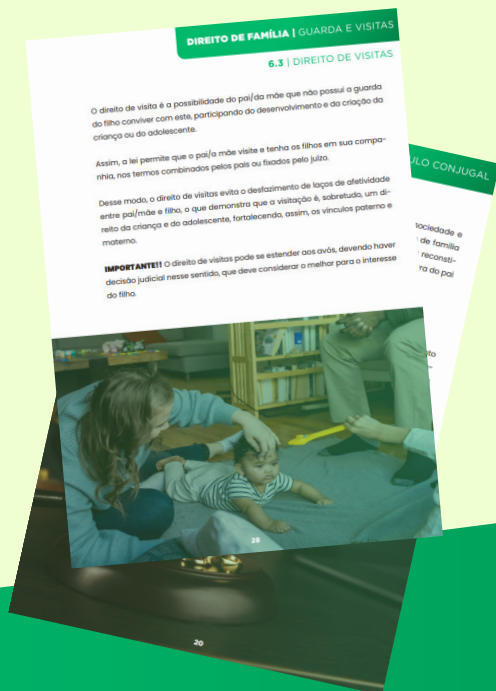 DIREITO DE FAMÍLIA | GUARDA E VISITAS
6.3 | DIREITO DE VISITAS
O direito de visita é a possibilidade do pai/da mãe que não possui a guarda
do filho conviver com este, participando do desenvolvimento e da criação da
criança ou do adolescente.
Assim, a lei permite que o pai/a mãe visite e tenha os filhos em sua compa-
nhia, nos termos combinados pelos pais ou fixados pelo juízo.
Desse modo, o direito de visitas evita o desfazimento de laços de afetividade
entre pai/mãe e filho, o que demonstra que a visitação é, sobretudo, um di-
reito da criança e do adolescente, fortalecendo, assim, os vínculos paterno e
materno.
IMPORTANTE!! O direito de visitas pode se estender aos avós, devendo haver
decisão judicial nesse sentido, que deve considerar o melhor para o interesse
do filho.
28
ULO CONJUGAL
ociedade e
de família
reconsti-
ra do pai
20